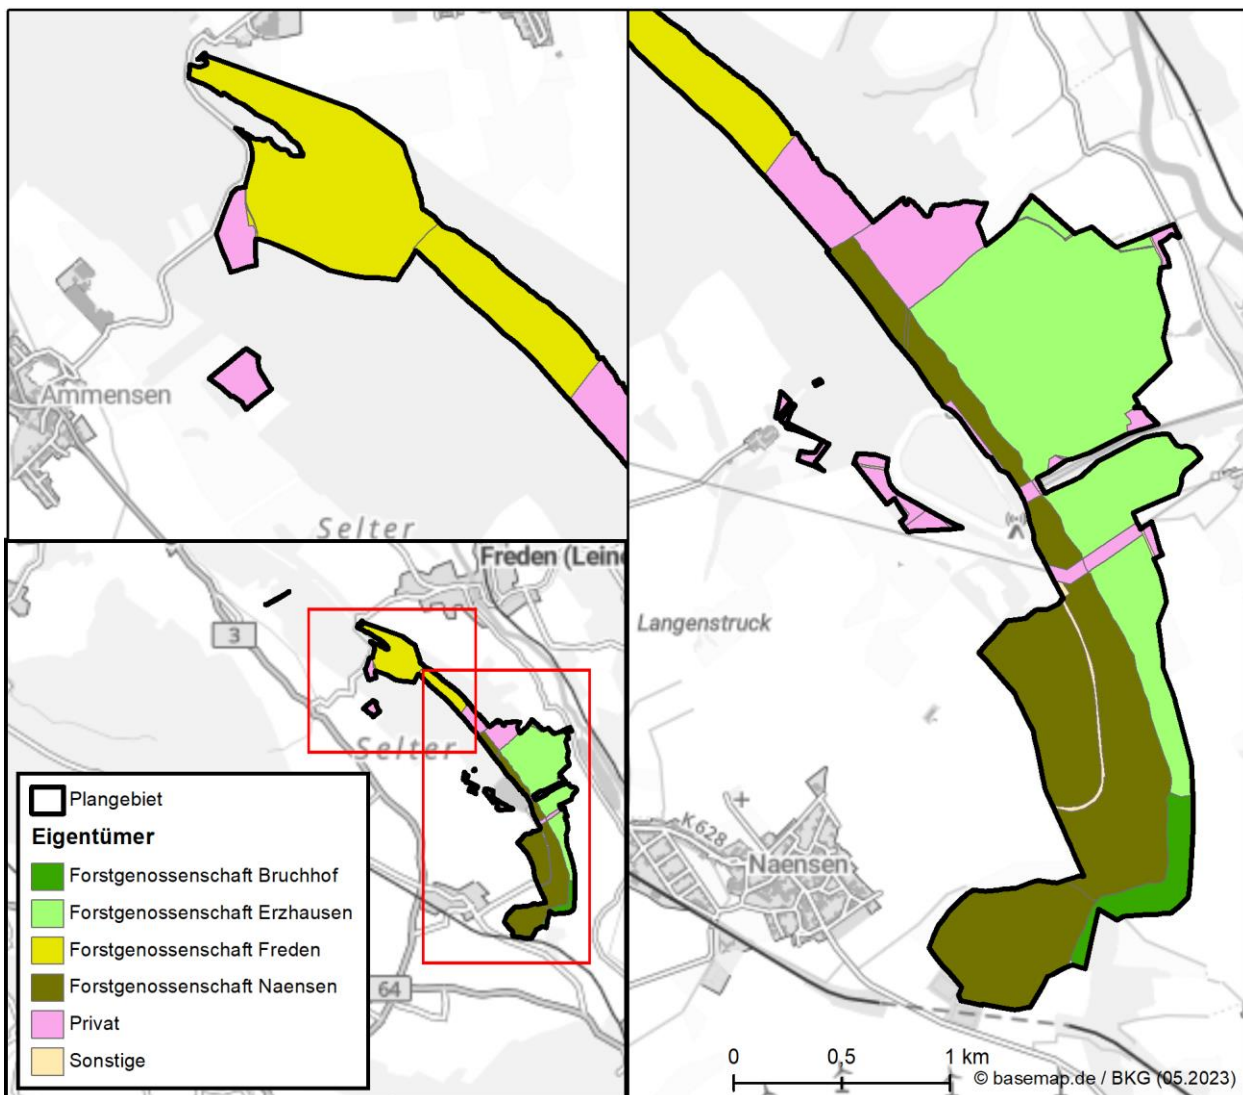 Ammensen
Selter
Freden (Leine
3
Selter
64
Plangebiet
Eigentümer
Forstgenossenschaft Bruchhof
Forstgenossenschaft Erzhausen
Forstgenossenschaft Freden
Forstgenossenschaft Naensen
Privat
Sonstige
Langenstruck
K 628
Naensen
0 0,5 1 km
© basemap.de / BKG (05.2023)